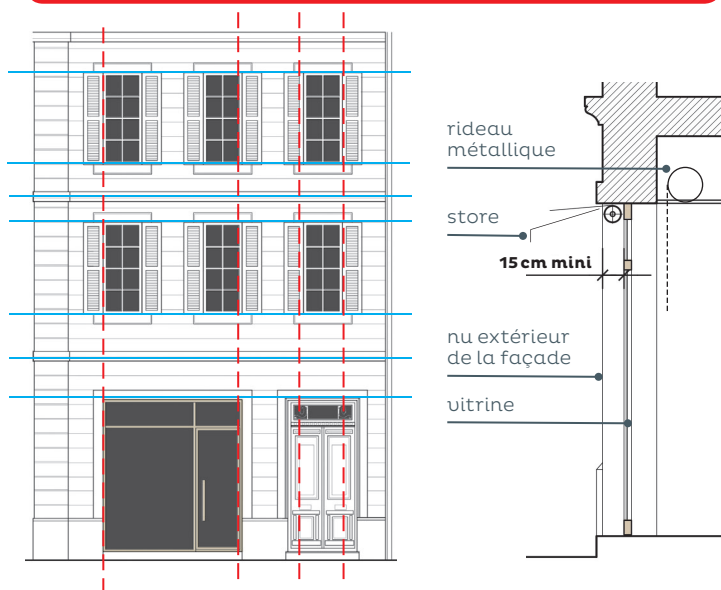 rideau
métallique
store
15 cm mini
nu extérieur
de la façade
vitrine